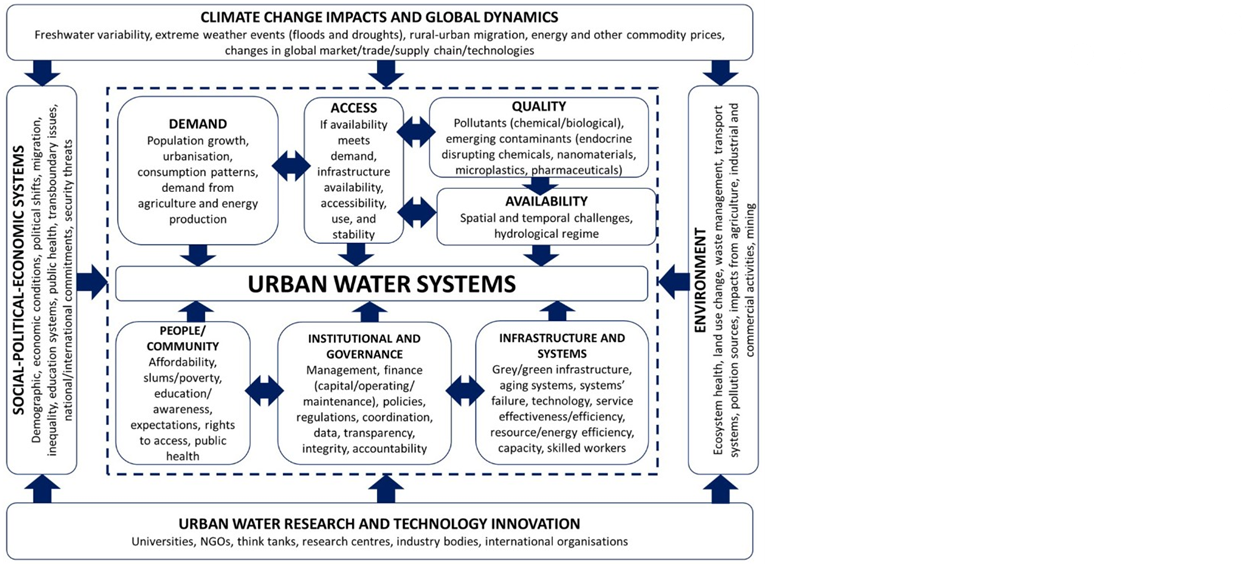 CLIMATE CHANGE IMPACTS AND GLOBAL DYNAMICS
Freshwater variability, extreme weather events (floods and droughts), rural-urban migration, energy and other commodity prices,
changes in global market/trade/supply chain/technologies
SOCIAL-POLITICAL-ECONOMIC SYSTEMS
Demographic, economic conditions, political shifts, migration,
inequality, education systems, public health, transboundary issues,
national/international commitments, security threats
DEMAND
Population growth,
urbanisation,
consumption patterns,
demand from
agriculture and energy
production
ACCESS
If availability
meets
demand,
infrastructure
availability,
accessibility,
use, and
stability
QUALITY
Pollutants (chemical/biological),
emerging contaminants (endocrine
disrupting chemicals, nanomaterials,
microplastics, pharmaceuticals)
AVAILABILITY
Spatial and temporal challenges,
hydrological regime
URBAN WATER SYSTEMS
PEOPLE/
COMMUNITY
Affordability,
slums/poverty,
education/
awareness,
expectations, rights
to access, public
health
INSTITUTIONAL AND
GOVERNANCE
Management, finance
(capital/operating/
maintenance), policies,
regulations, coordination,
data, transparency,
integrity, accountability
INFRASTRUCTURE AND
SYSTEMS
Grey/green infrastructure,
aging systems, systems'
failure, technology, service
effectiveness/efficiency,
resource/energy efficiency,
capacity, skilled workers
ENVIRONMENT
Ecosystem health, land use change, waste management, transport
systems, pollution sources, impacts from agriculture, industrial and
commercial activities, mining
URBAN WATER RESEARCH AND TECHNOLOGY INNOVATION
Universities, NGOs, think tanks, research centres, industry bodies, international organisations